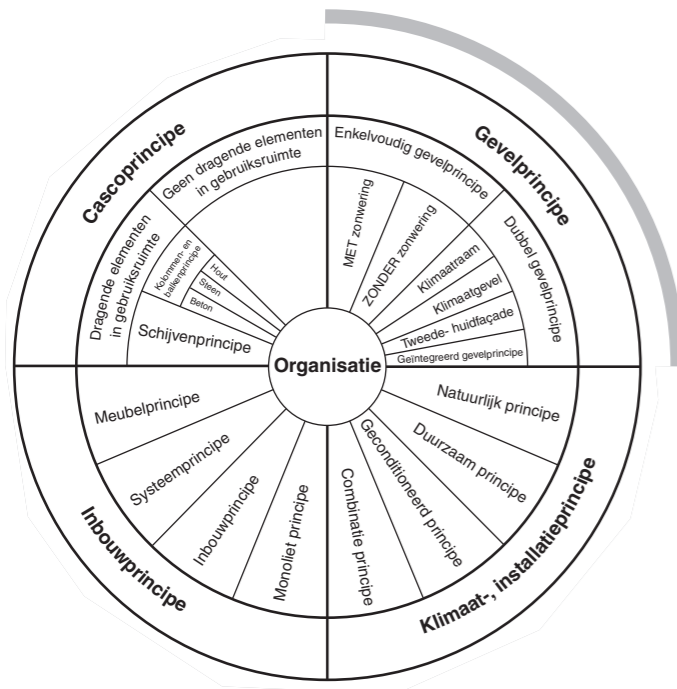 Cascoprincipe
Geen dragende elementen
in gebruiksruimte
Dragende elementen
in gebruiksruimte
Kolommen- en
balkenprincipe
Hout
Steen
Beton
Schijvenprincipe
Gevelprincipe
Enkelvoudig gevelprincipe
MET zonwering
ZONDER zonwering
Dubbel gevelprincipe
Klimaatraam
Klimaatgevel
Tweede- huidfaçade
Geïntegreerd gevelprincipe
Organisatie
Natuurlijk principe
Duurzaam principe
Geconditioneerd principe
Combinatie principe
Klimaat-, installatieprincipe
Meubelprincipe
Systeemprincipe
Inbouwprincipe
Monoliet principe
Inbouwprincipe